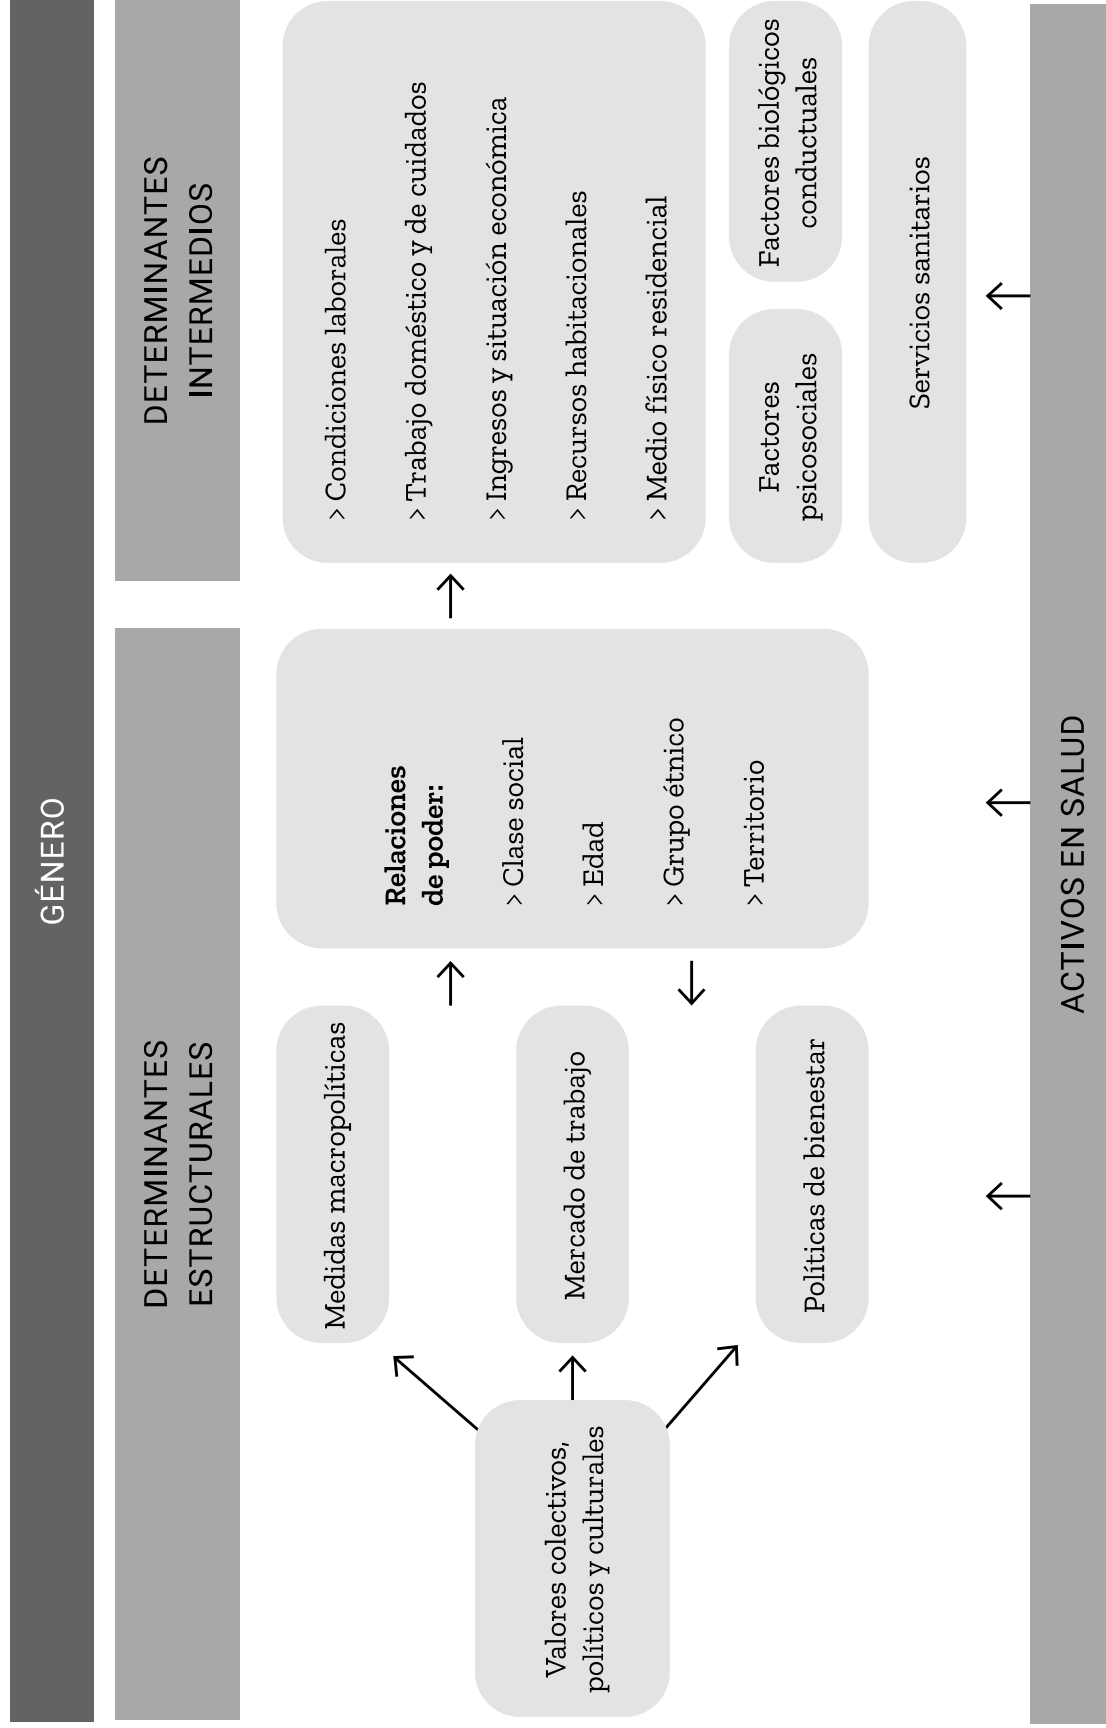 GÉNERO
DETERMINANTES
ESTRUCTURALES
DETERMINANTES
INTERMEDIOS
Valores colectivos,
políticos y culturales
Medidas macropolíticas
Mercado de trabajo
Políticas de bienestar
Relaciones
de poder:
> Clase social
> Edad
> Grupo étnico
> Territorio
> Condiciones laborales
> Trabajo doméstico y de cuidados
> Ingresos y situación económica
> Recursos habitacionales
> Medio físico residencial
Factores
psicosociales
Factores biológicos
conductuales
Servicios sanitarios
ACTIVOS EN SALUD